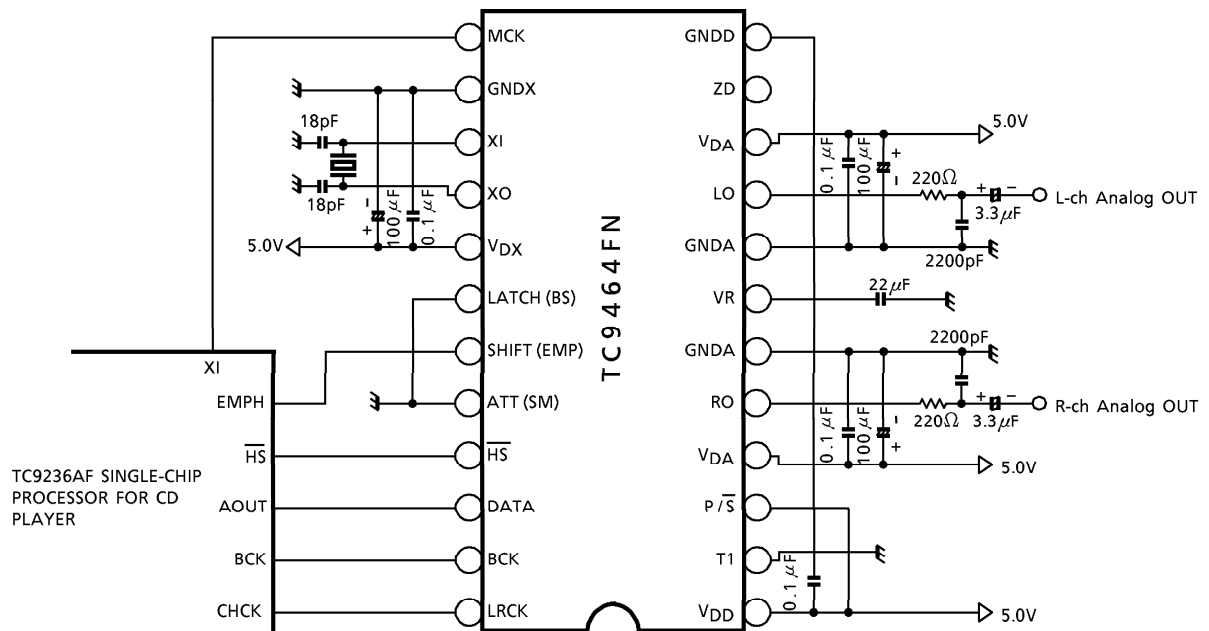 MCK
GNDX
18pF
XI
XO
18pF
- 100μF
+
0.1μF
5.0V
VDX
LATCH (BS)
SHIFT (EMP)
ATT (SM)
H̅S̅
DATA
BCK
LRCK
TC9464FN
GNDD
ZD
VDA
0.1μF
100μF
+
-
5.0V
LO
220Ω
+ -
3.3μF
L-ch Analog OUT
GNDA
2200pF
VR
22μF
GNDA
2200pF
RO
220Ω
+ -
3.3μF
R-ch Analog OUT
0.1μF
100μF
-
+
VDA
5.0V
P/S̅
T1
0.1μF
VDD
5.0V
XI
EMPH
H̅S̅
AOUT
BCK
CHCK
TC9236AF SINGLE-CHIP
PROCESSOR FOR CD
PLAYER